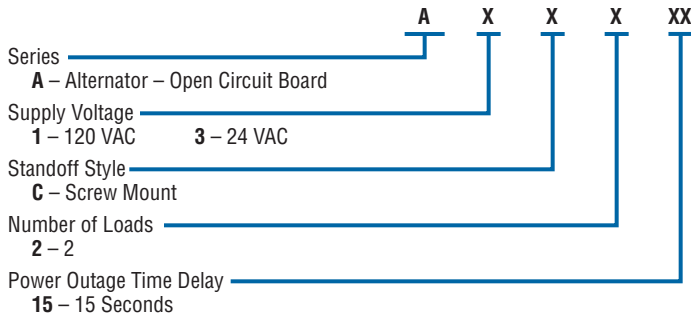 A X X X XX
Series
A – Alternator – Open Circuit Board
Supply Voltage
1 – 120 VAC 3 – 24 VAC
Standoff Style
C – Screw Mount
Number of Loads
2 – 2
Power Outage Time Delay
15 – 15 Seconds